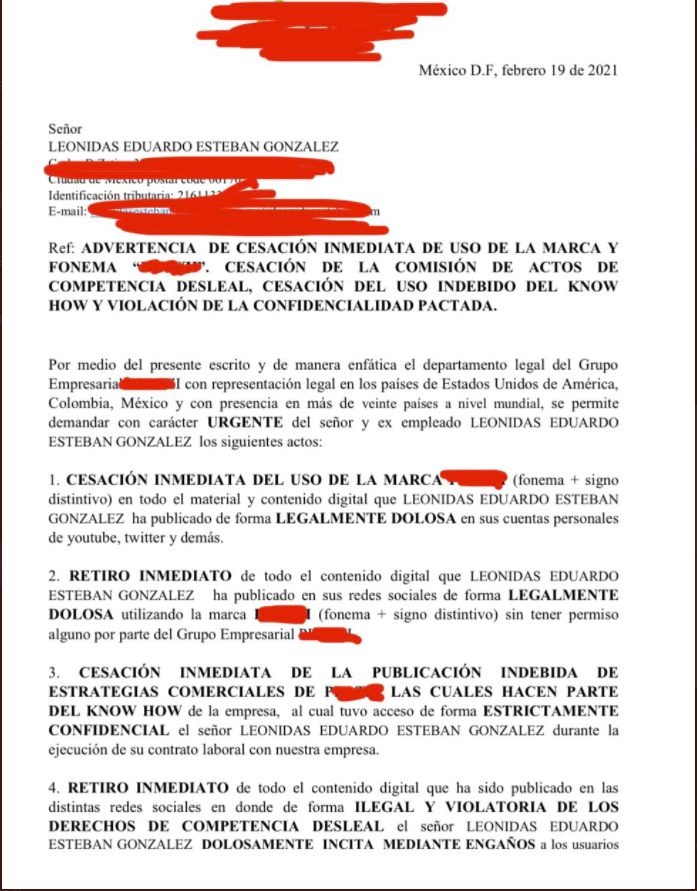 México D.F, febrero 19 de 2021
Señor
LEONIDAS EDUARDO ESTEBAN GONZALEZ
Ciudad de México postal code
Identificación tributaria:
E-mail:
Ref: ADVERTENCIA DE CESACIÓN INMEDIATA DE USO DE LA MARCA Y
FONEMA “ ”. CESACIÓN DE LA COMISIÓN DE ACTOS DE
COMPETENCIA DESLEAL, CESACIÓN DEL USO INDEBIDO DEL KNOW
HOW Y VIOLACIÓN DE LA CONFIDENCIALIDAD PACTADA.
Por medio del presente escrito y de manera enfática el departamento legal del Grupo
Empresarial con representación legal en los países de Estados Unidos de América,
Colombia, México y con presencia en más de veinte países a nivel mundial, se permite
demandar con carácter URGENTE del señor y ex empleado LEONIDAS EDUARDO
ESTEBAN GONZALEZ los siguientes actos:
1. CESACIÓN INMEDIATA DEL USO DE LA MARCA (fonema + signo
distintivo) en todo el material y contenido digital que LEONIDAS EDUARDO ESTEBAN
GONZALEZ ha publicado de forma LEGALMENTE DOLOSA en sus cuentas personales
de youtube, twitter y demás.
2. RETIRO INMEDIATO de todo el contenido digital que LEONIDAS EDUARDO
ESTEBAN GONZALEZ ha publicado en sus redes sociales de forma LEGALMENTE
DOLOSA utilizando la marca (fonema + signo distintivo) sin tener permiso
alguno por parte del Grupo Empresarial
3. CESACIÓN INMEDIATA DE LA PUBLICACIÓN INDEBIDA DE
ESTRATEGIAS COMERCIALES DE LAS CUALES HACEN PARTE
DEL KNOW HOW de la empresa, al cual tuvo acceso de forma ESTRICTAMENTE
CONFIDENCIAL el señor LEONIDAS EDUARDO ESTEBAN GONZALEZ durante la
ejecución de su contrato laboral con nuestra empresa.
4. RETIRO INMEDIATO de todo el contenido digital que ha sido publicado en las
distintas redes sociales en donde de forma ILEGAL Y VIOLATORIA DE LOS
DERECHOS DE COMPETENCIA DESLEAL el señor LEONIDAS EDUARDO
ESTEBAN GONZALEZ DOLOSAMENTE INCITA MEDIANTE ENGAÑOS a los usuarios